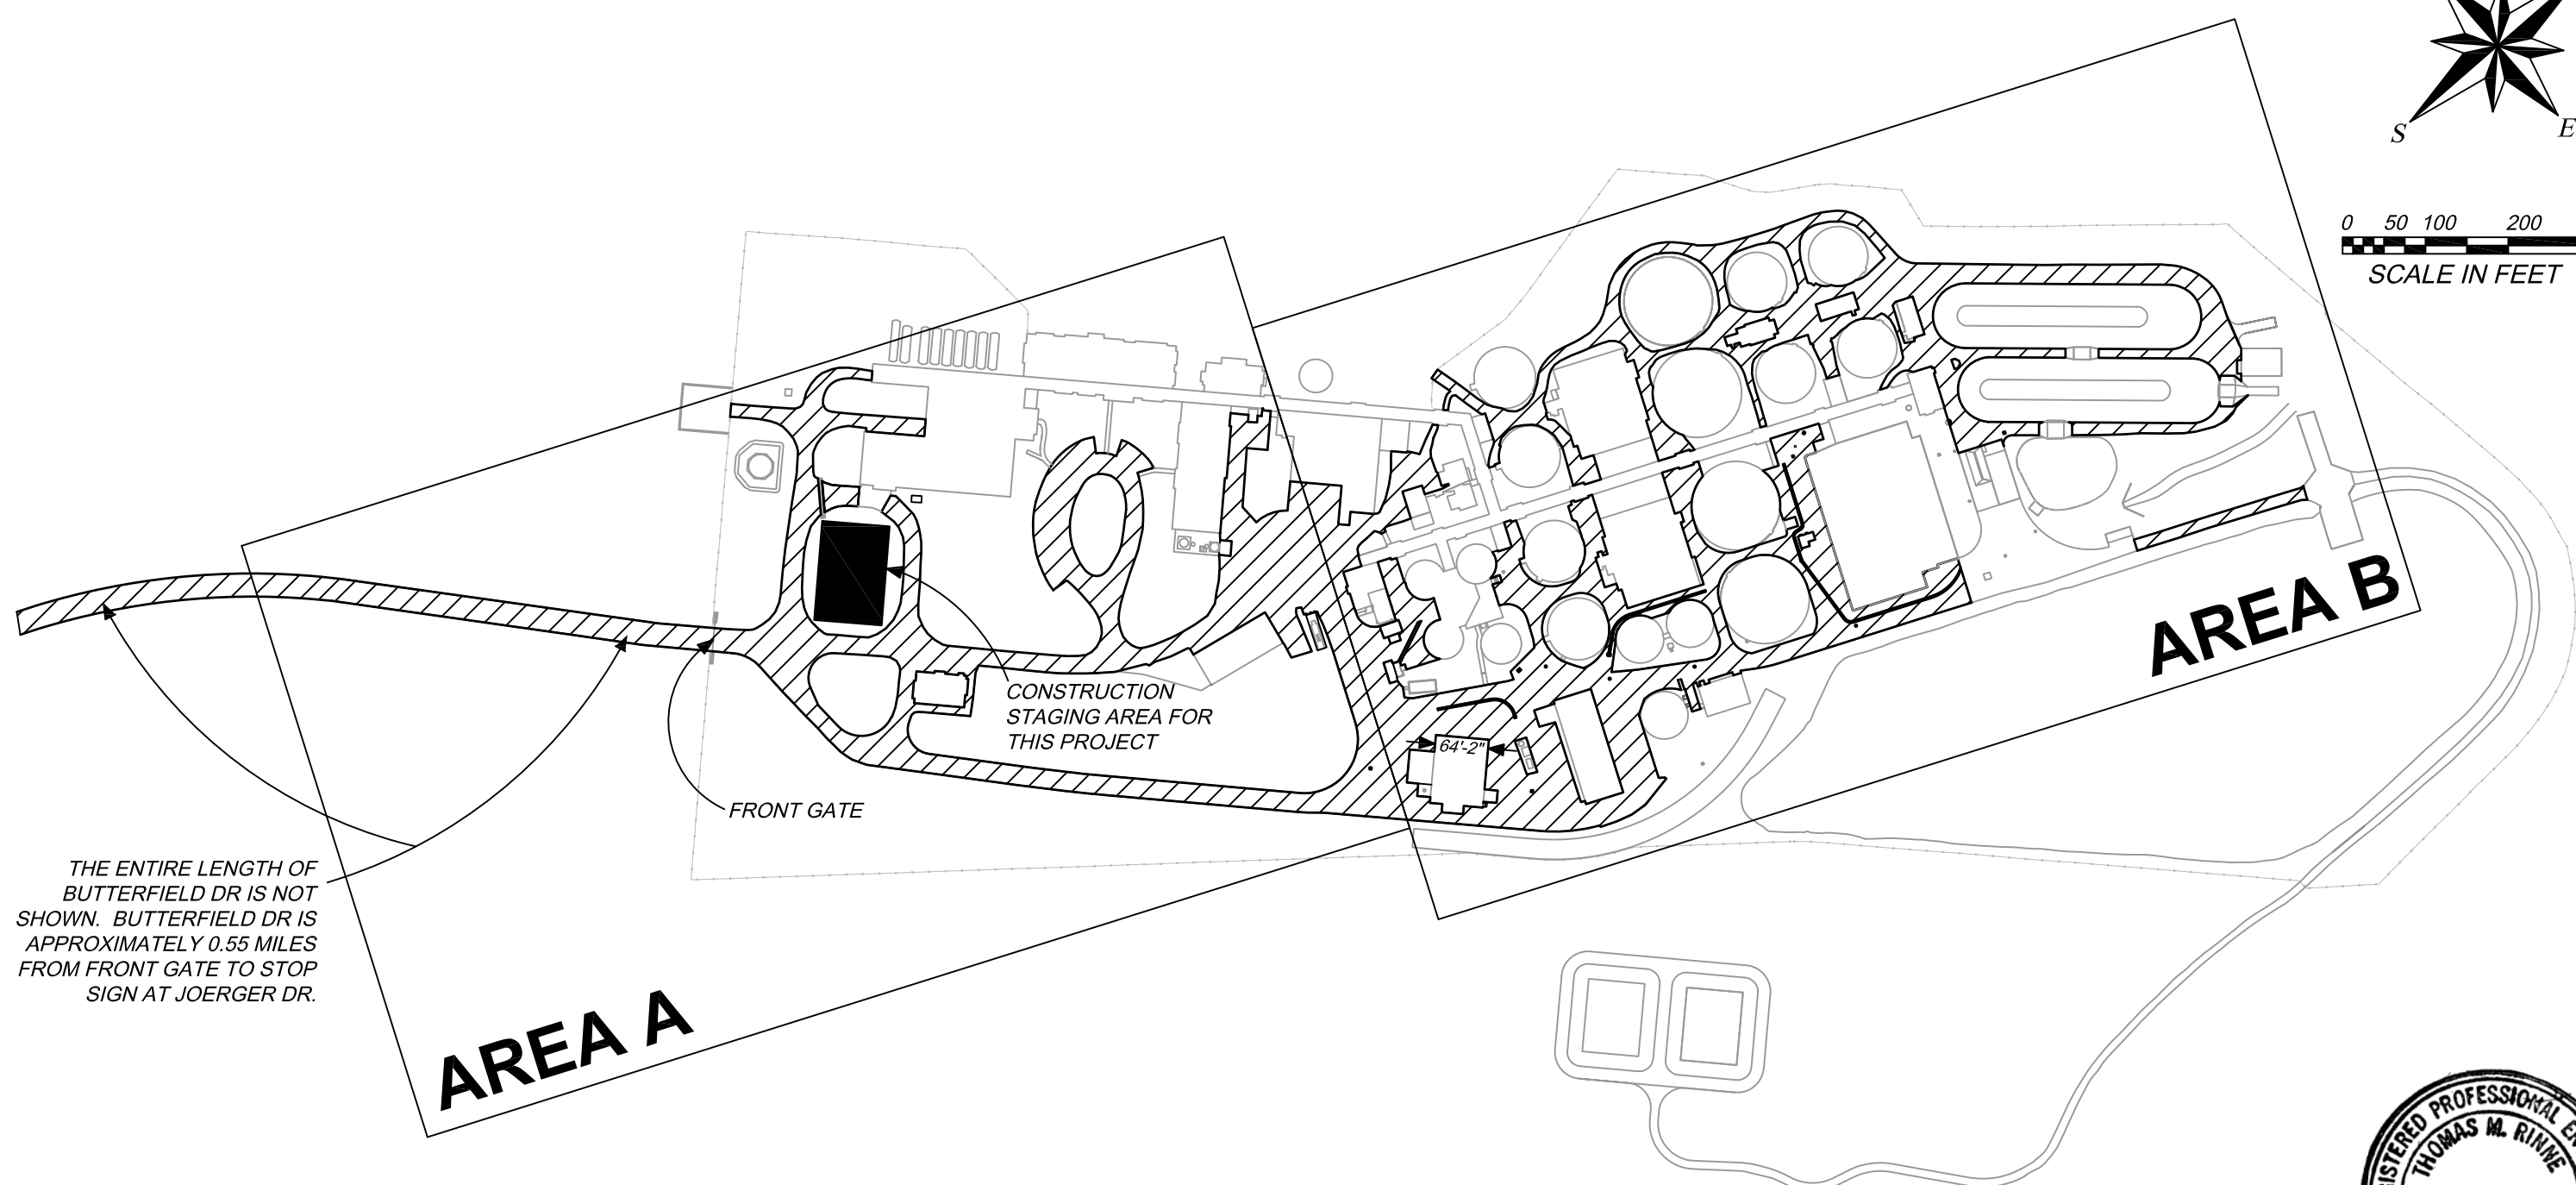 S
E
0 50 100 200
SCALE IN FEET
AREA B
CONSTRUCTION
STAGING AREA FOR
THIS PROJECT
64'-2"
FRONT GATE
THE ENTIRE LENGTH OF
BUTTERFIELD DR IS NOT
SHOWN. BUTTERFIELD DR IS
APPROXIMATELY 0.55 MILES
FROM FRONT GATE TO STOP
SIGN AT JOERGER DR.
AREA A
PROFESSIONAL
THOMAS M. RINNE